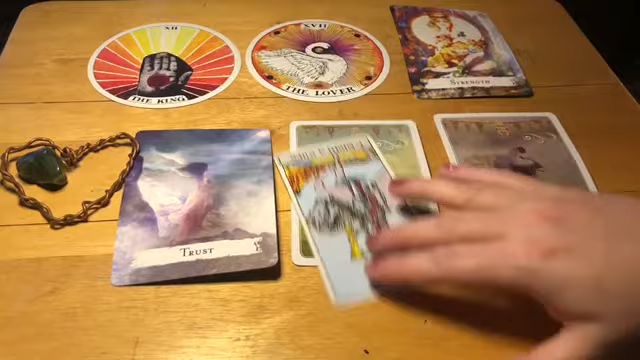 XII
THE KING
XVII
THE LOVER
STRENGTH
TRUST